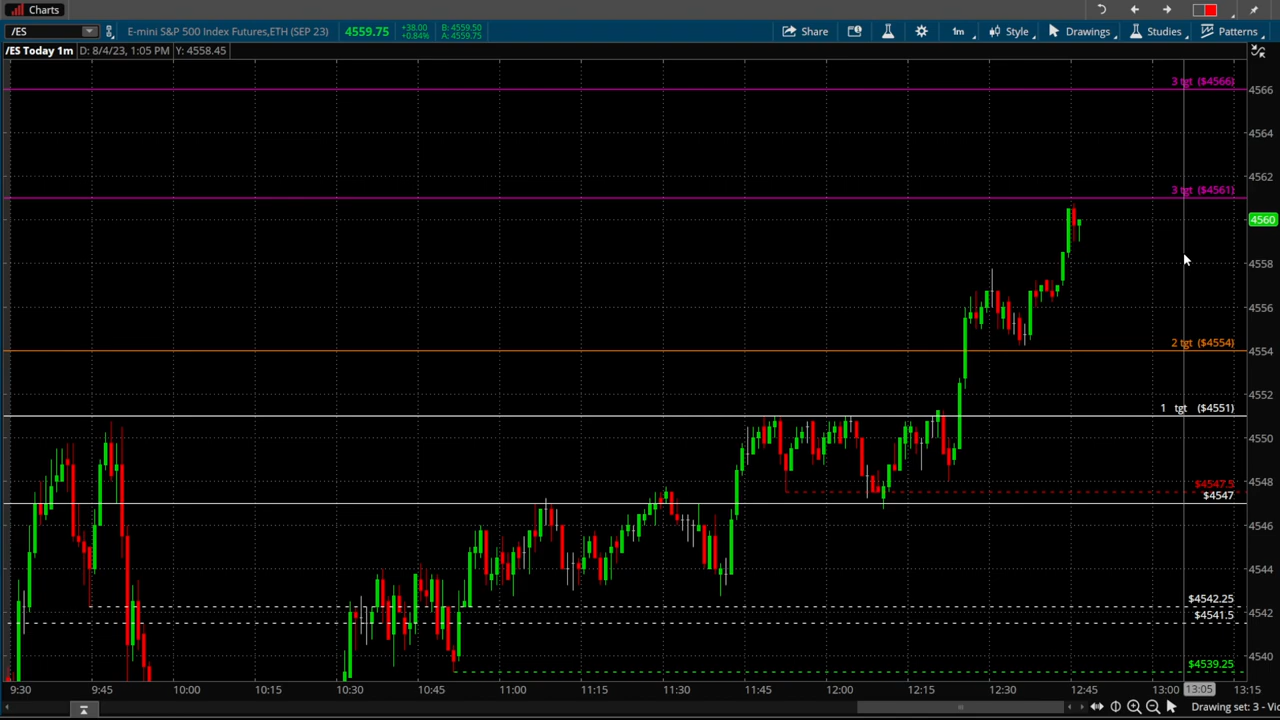 Charts
/ES
E-mini S&P 500 Index Futures,ETH (SEP 23)
4559.75
+38.00
+0.84%
B: 4559.50
A: 4559.75
Share
1m
Style
Drawings
Studies
Patterns
/ES Today 1m
D: 8/4/23, 1:05 PM
Y: 4558.45
3 tgt ($4566)
4566
4564
4562
3 tgt ($4561)
4560
4558
4556
2 tgt ($4554)
4554
4552
1 tgt ($4551)
4550
$4547.5
4548
$4547
4546
4544
$4542.25
4542
$4541.5
$4539.25
4540
9:30 9:45 10:00 10:15 10:30 10:45 11:00 11:15 11:30 11:45 12:00 12:15 12:30 12:45 13:00 13:05 13:15
Drawing set: 3 - Vic